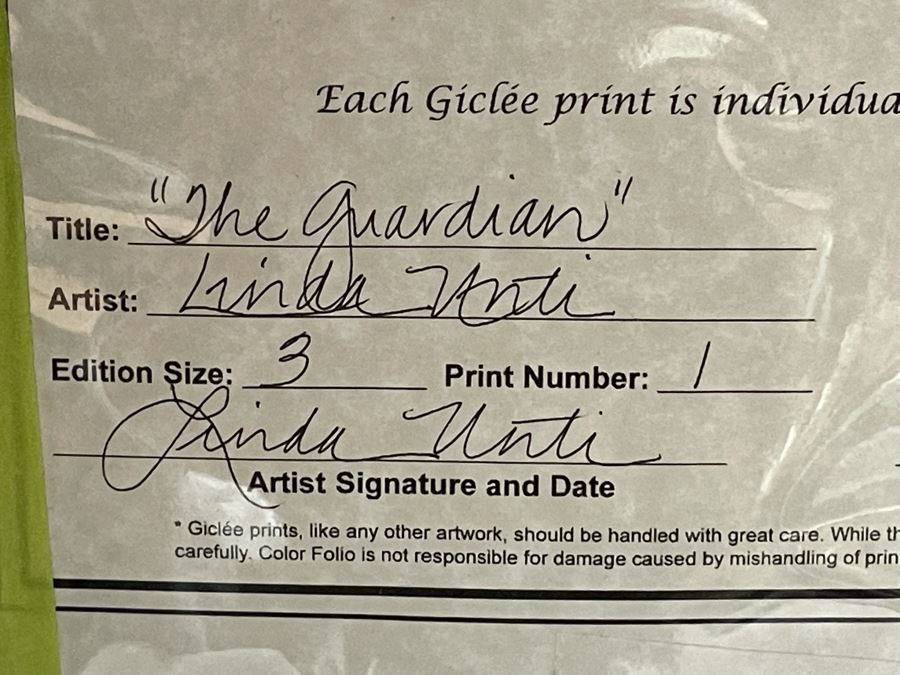 Each Giclée print is individua
Title: "The Guardian"
Artist: Linda Unti
Edition Size: 3 Print Number: 1
Linda Unti
Artist Signature and Date
* Giclée prints, like any other artwork, should be handled with great care. While th
carefully. Color Folio is not responsible for damage caused by mishandling of prin